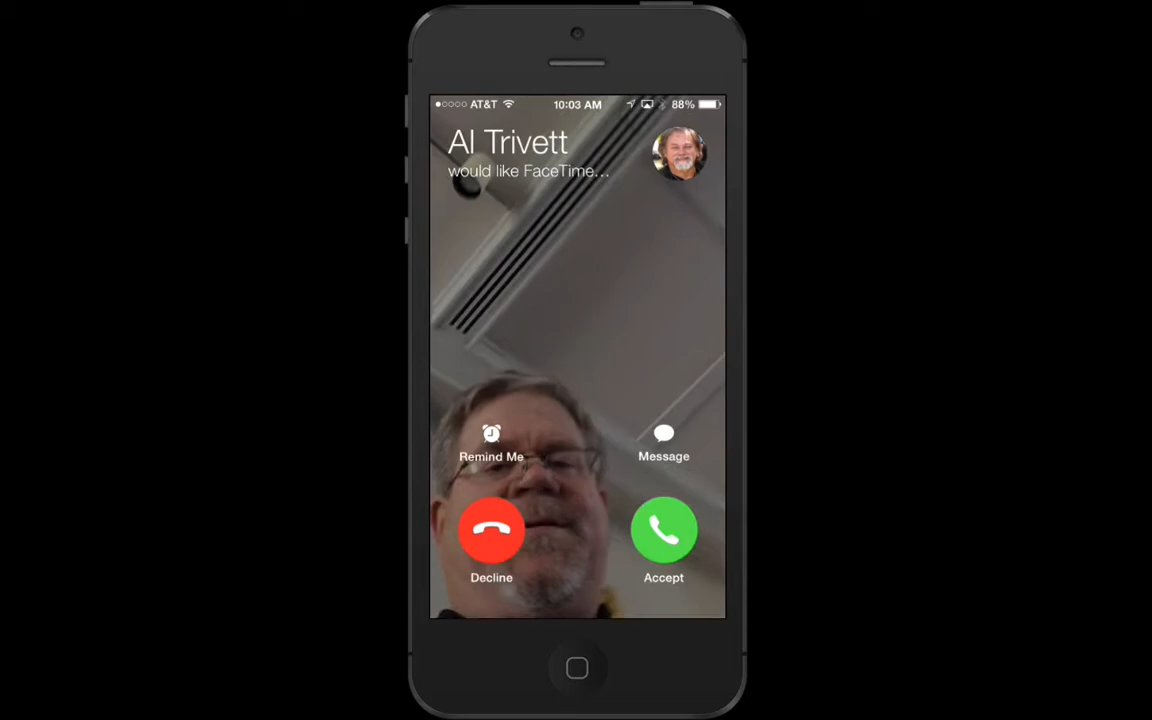 AT&T 10:03 AM 88%
Al Trivett
would like FaceTime...
Remind Me Message
Decline Accept